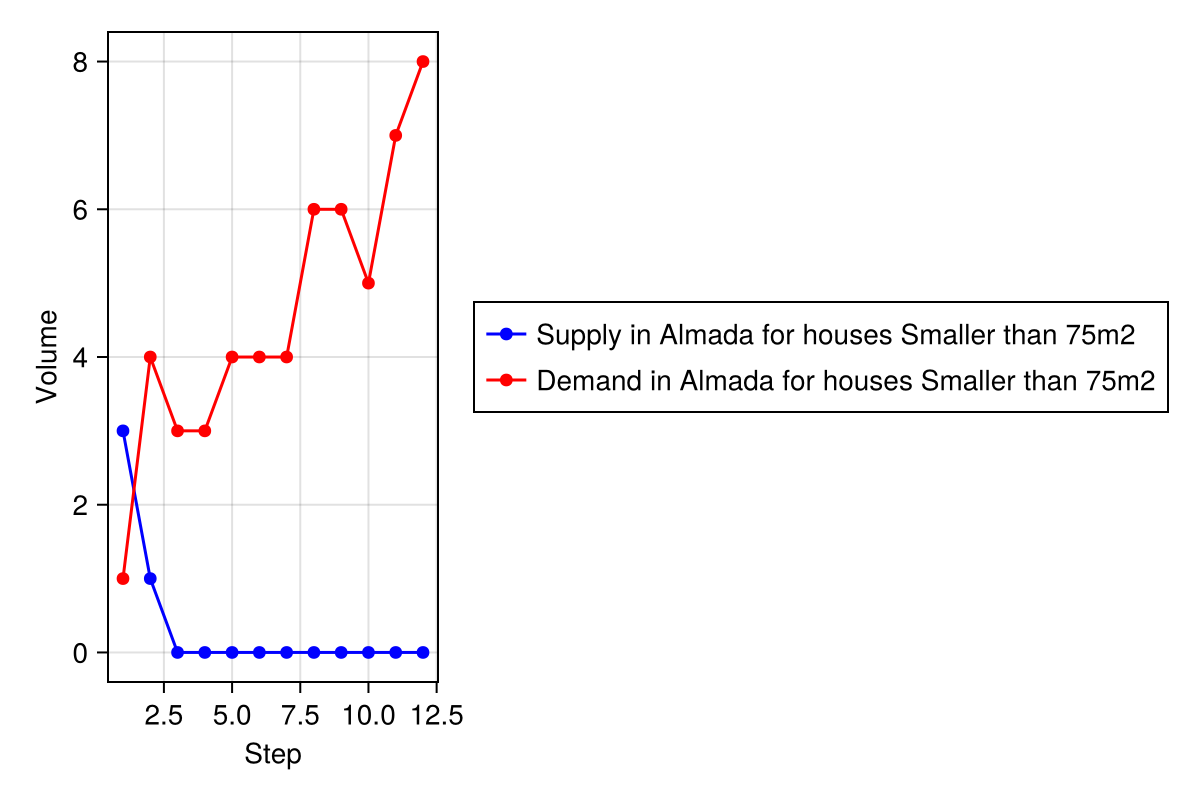 8
6
4
2
0
Volume
2.5 5.0 7.5 10.0 12.5
Step
Supply in Almada for houses Smaller than 75m2
Demand in Almada for houses Smaller than 75m2